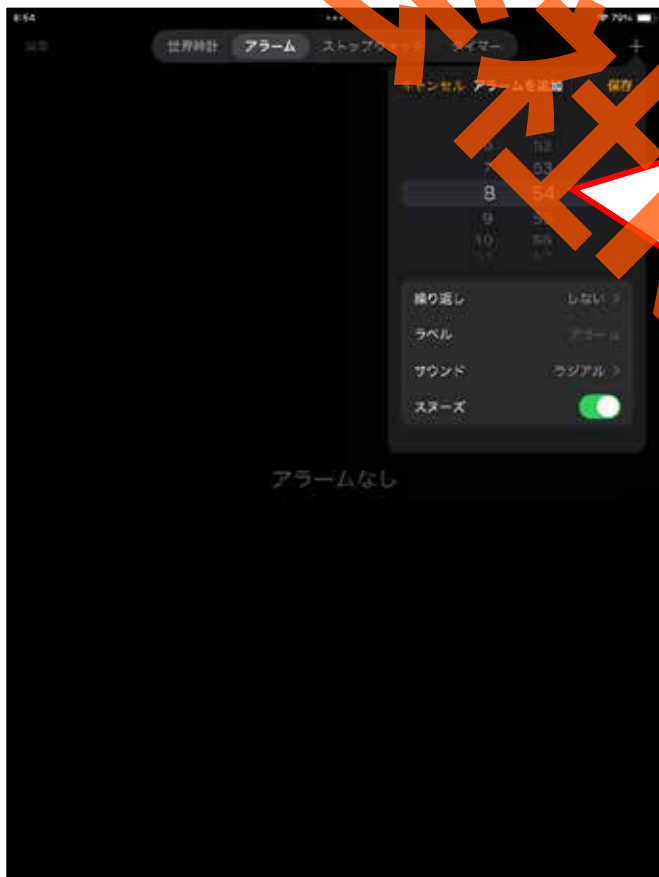 8:54 79%
世界時計 アラーム ストップウォッチ タイマー
キャンセル アラームを追加 保存
6 52
7 53
8 54
9 55
10 56
繰り返し しない
ラベル アラーム
サウンド ラジアル
スヌーズ
アラームなし